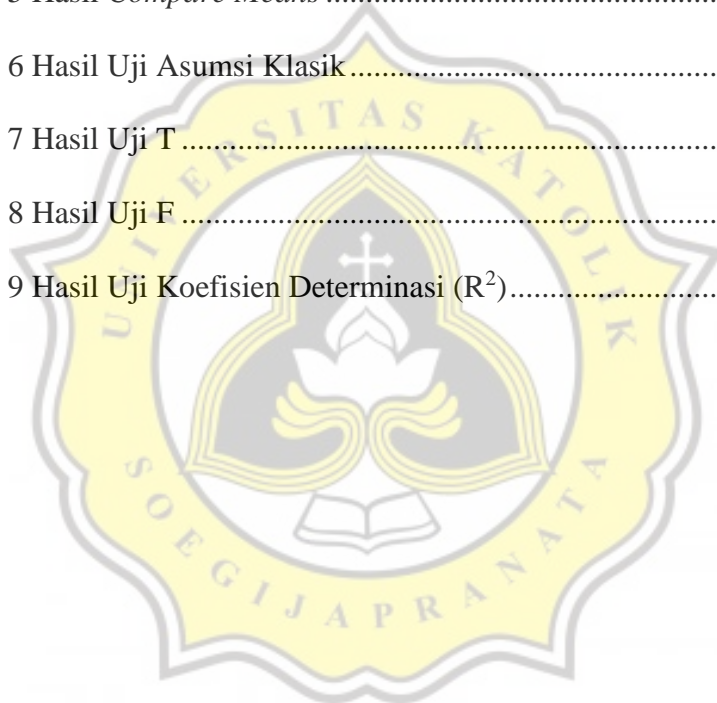 5 Hasil Compare Means ................................................
6 Hasil Uji Asumsi Klasik ..............................................
7 Hasil Uji T ..................................................................
8 Hasil Uji F ..................................................................
9 Hasil Uji Koefisien Determinasi (R²) ..........................
UNIVERSITAS KATOLIK
SOEGIJAPRANATA